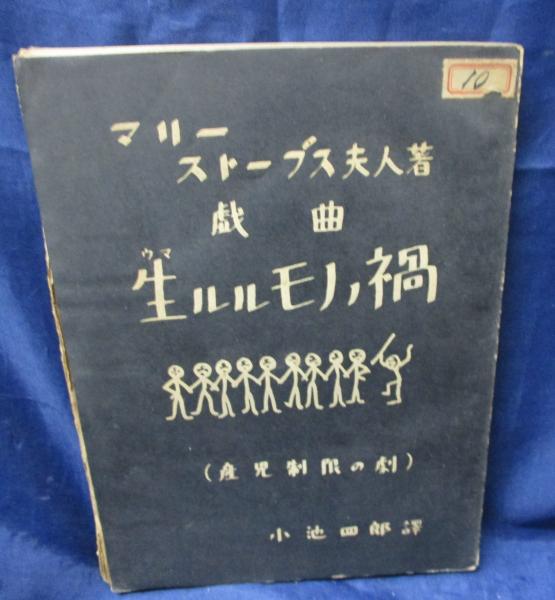 10
マリー
ストープス夫人著
戯曲
ウマ
生ルルモノノ禍
(産児制限の劇)
小池四郎譯